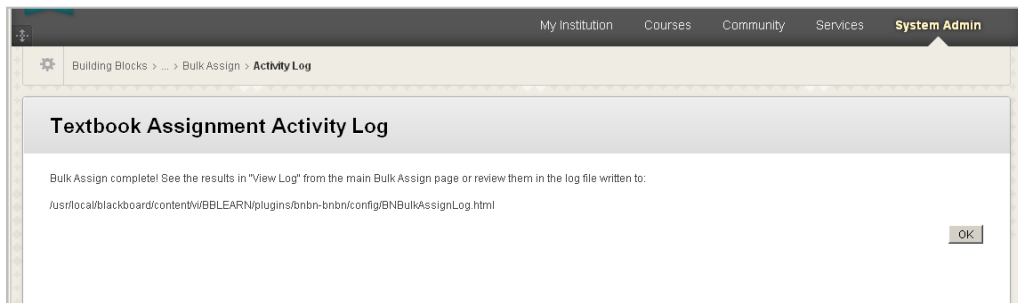 My Institution Courses Community Services System Admin
Building Blocks > ... > Bulk Assign > Activity Log
Textbook Assignment Activity Log
Bulk Assign complete! See the results in "View Log" from the main Bulk Assign page or review them in the log file written to:
/usr/local/blackboard/content/vi/BBLEARN/plugins/bnbn-bnbn/config/BNBulkAssignLog.html
OK